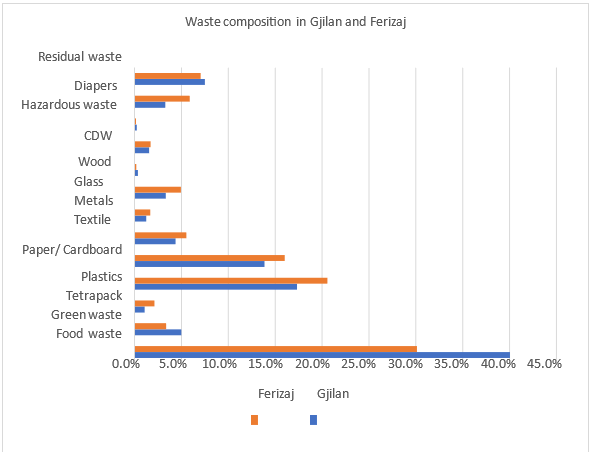 Waste composition in Gjilan and Ferizaj
Residual waste
Diapers
Hazardous waste
CDW
Wood
Glass
Metals
Textile
Paper/ Cardboard
Plastics
Tetrapack
Green waste
Food waste
0.0% 5.0% 10.0% 15.0% 20.0% 25.0% 30.0% 35.0% 40.0% 45.0%
Ferizaj Gjilan